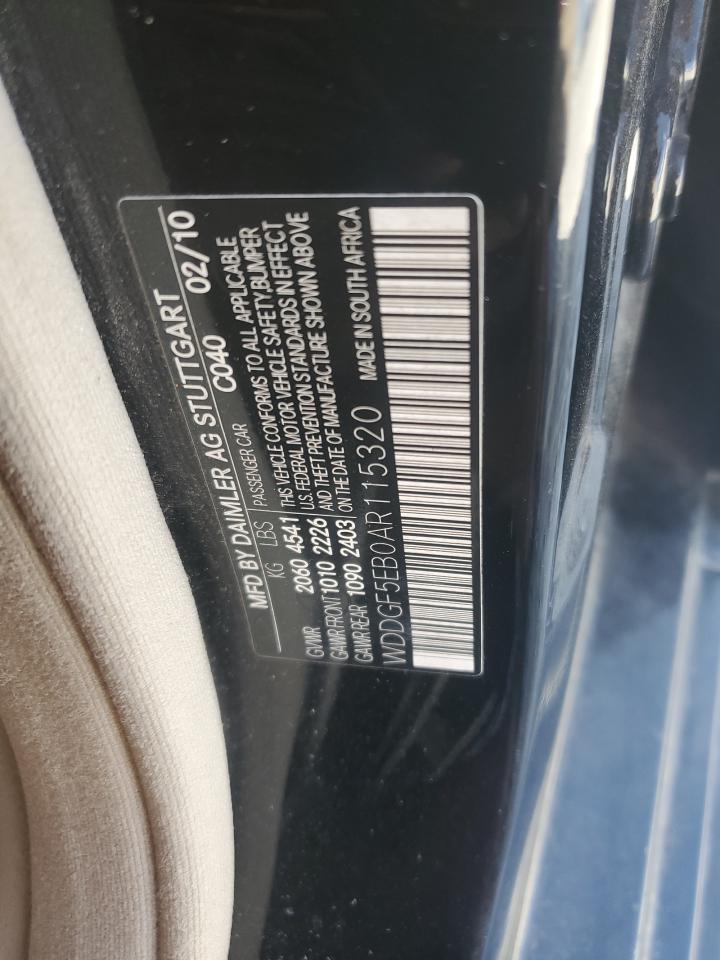 MFD BY DAIMLER AG STUTTGART
KG LBS PASSENGER CAR C040 02/10
GVWR 2060 4541 THIS VEHICLE CONFORMS TO ALL APPLICABLE
GAWR FRONT 1010 2226 U.S. FEDERAL MOTOR VEHICLE SAFETY, BUMPER
GAWR REAR 1090 2403 AND THEFT PREVENTION STANDARDS IN EFFECT
ON THE DATE OF MANUFACTURE SHOWN ABOVE
WDDGF5EB0AR115320 MADE IN SOUTH AFRICA